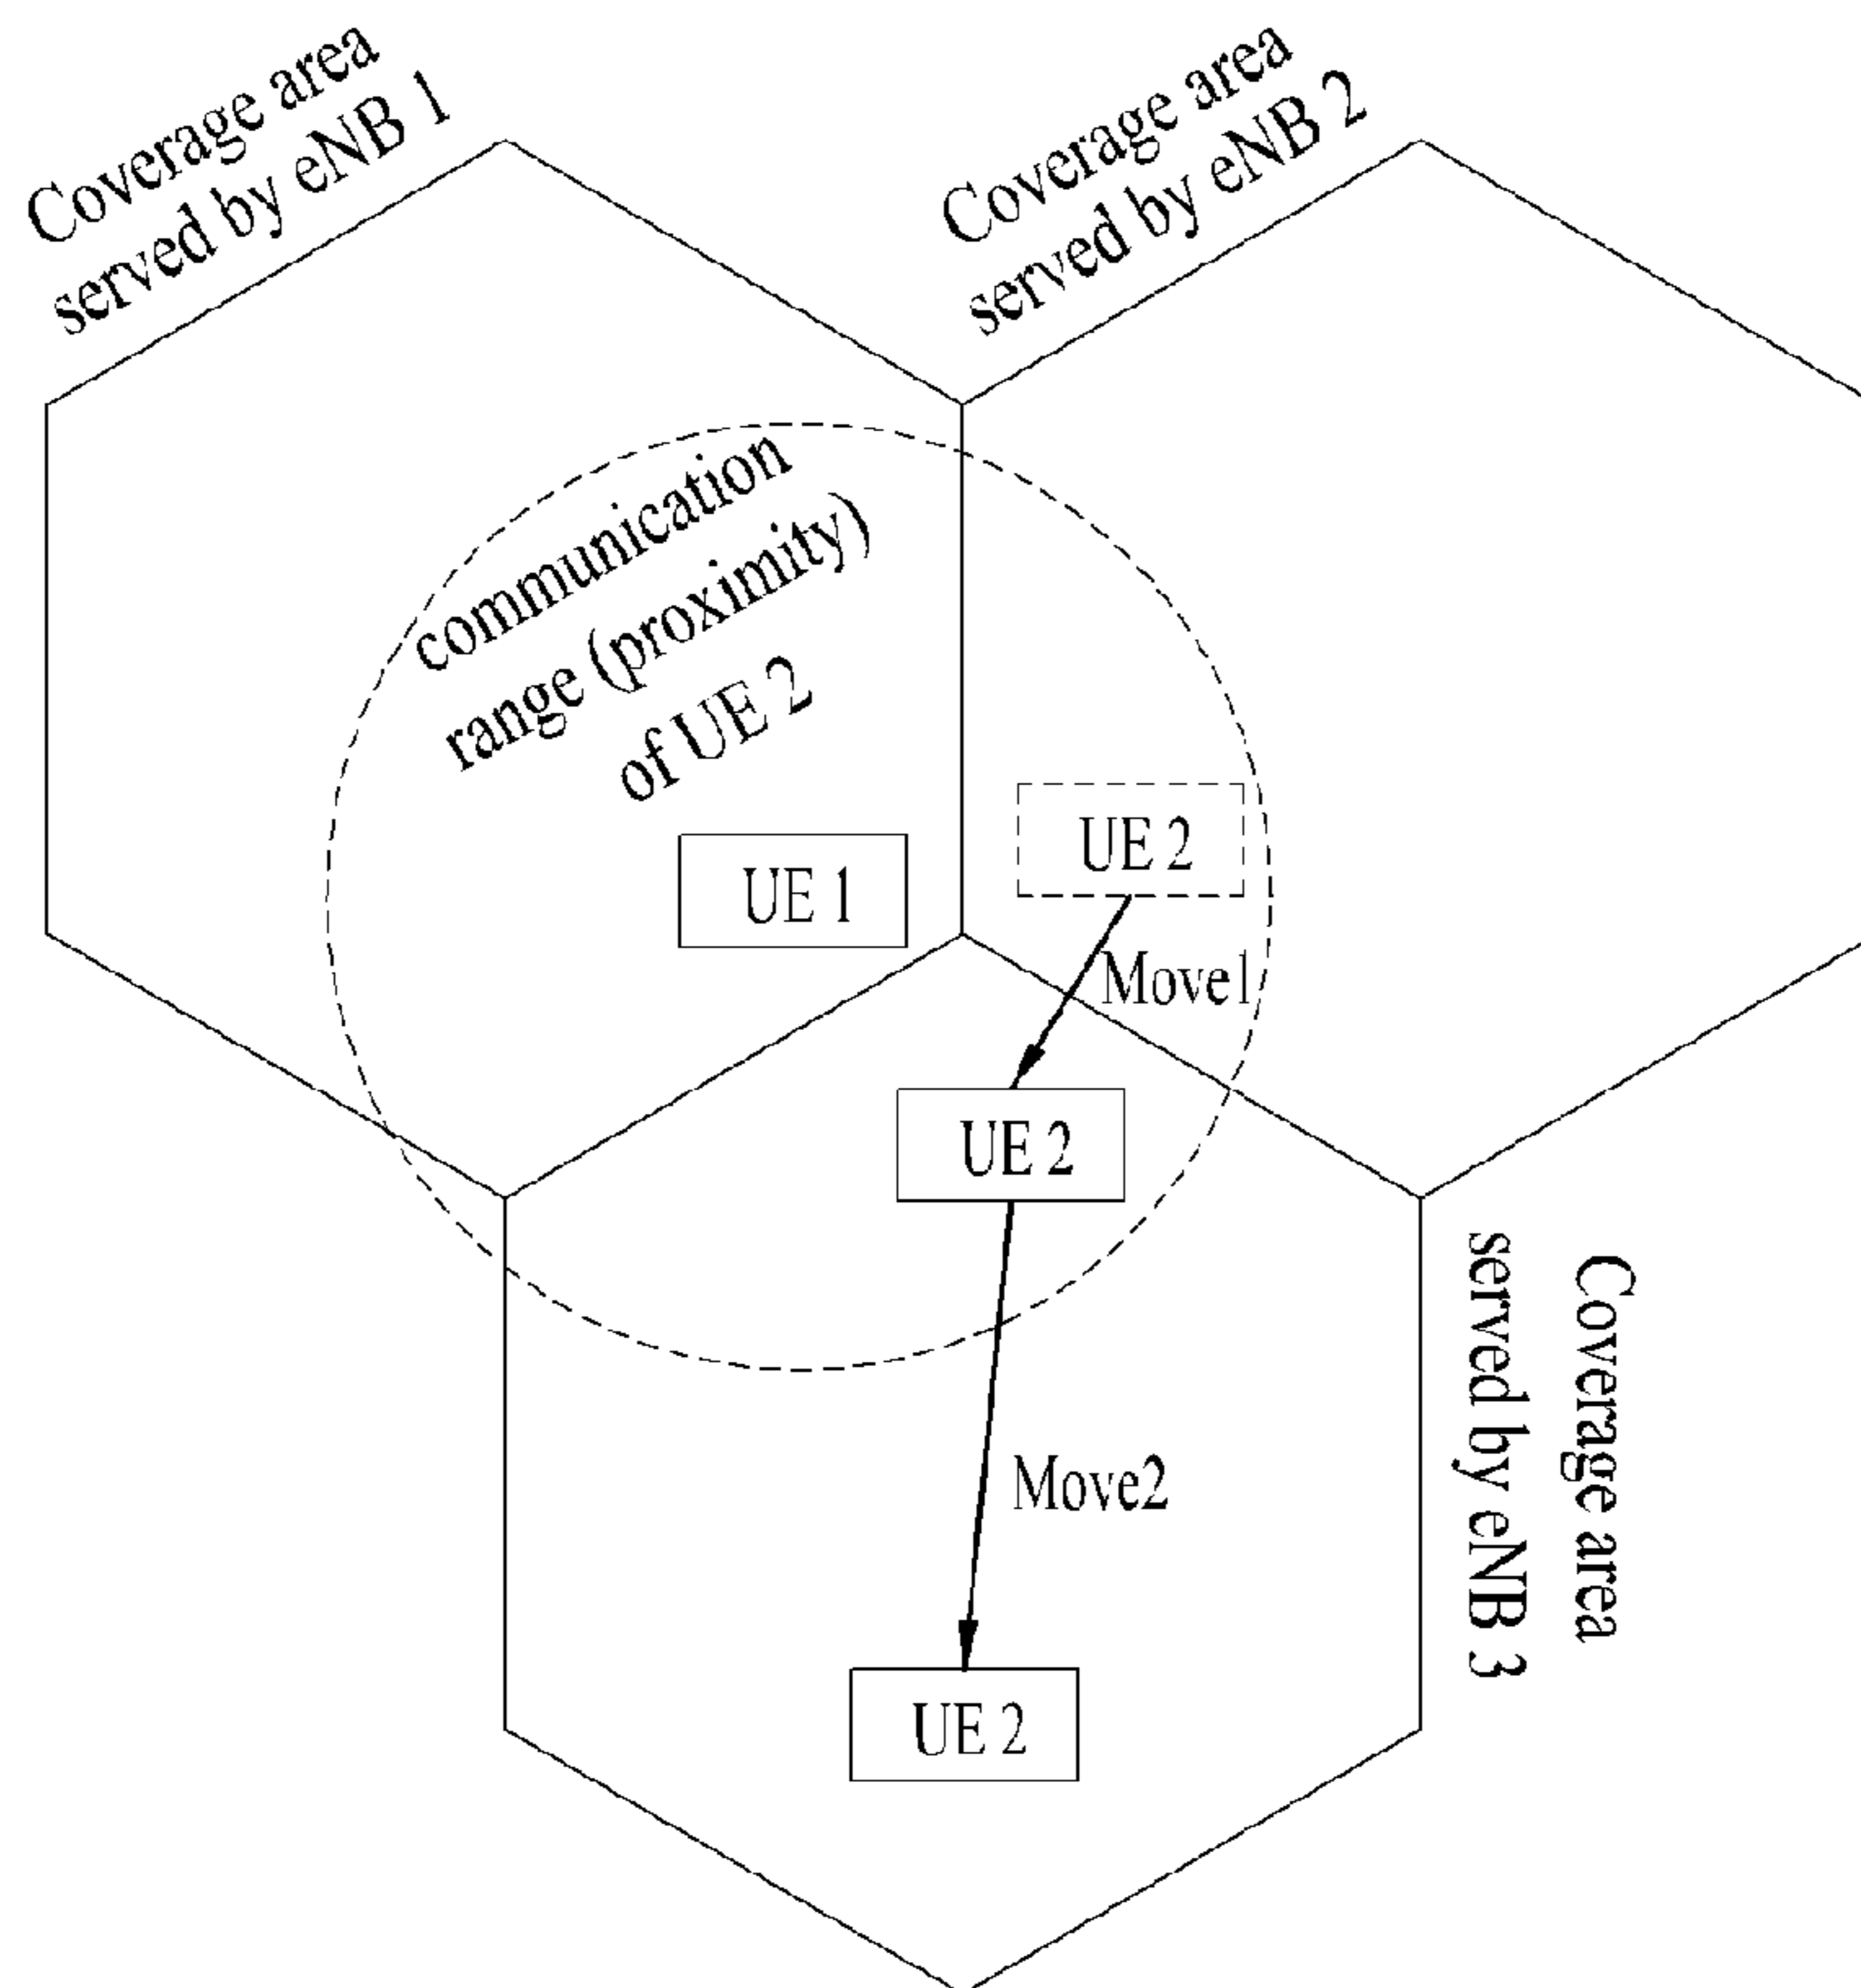 Coverage area
served by eNB 1
Coverage area
served by eNB 2
communication
range (proximity)
of UE 2
UE 1
UE 2
Move1
UE 2
Coverage area
served by eNB 3
Move2
UE 2